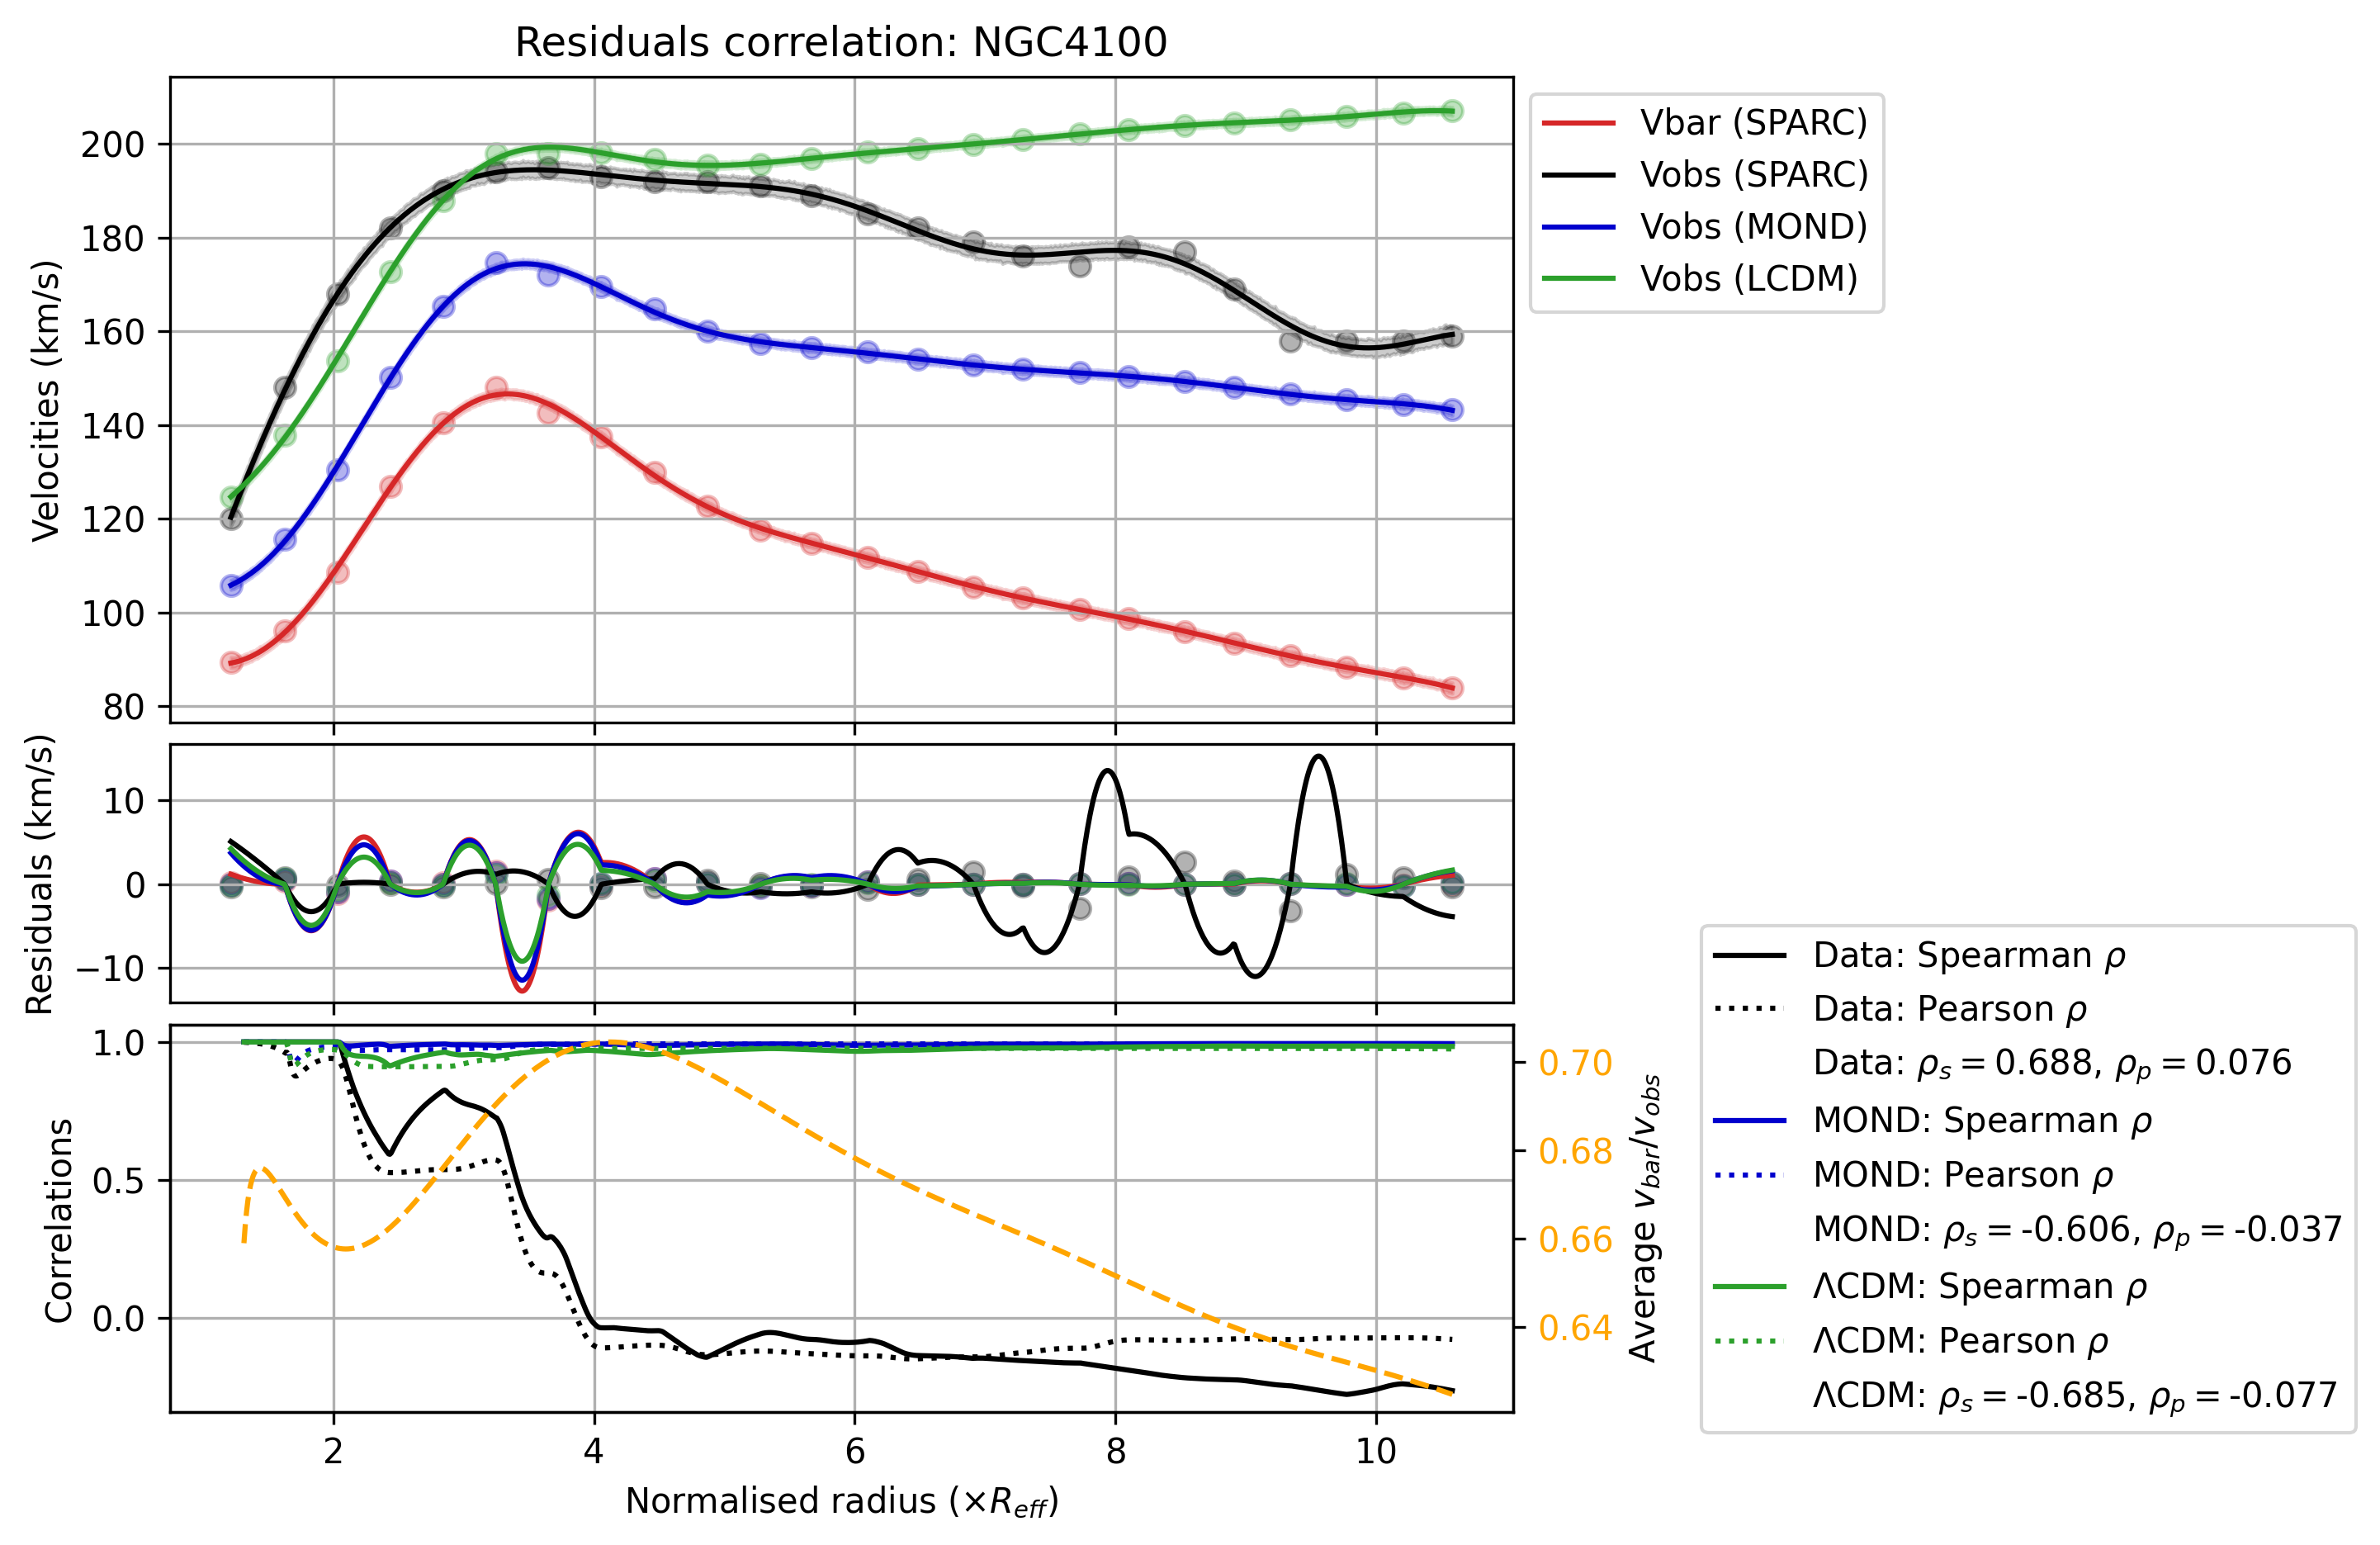 Residuals correlation: NGC4100
Velocities (km/s)
200
180
160
140
120
100
80
Vbar (SPARC)
Vobs (SPARC)
Vobs (MOND)
Vobs (LCDM)
Residuals (km/s)
10
0
−10
Correlations
1.0
0.5
0.0
0.70
0.68
0.66
0.64
Average v_bar/v_obs
2 4 6 8 10
Normalised radius (×R_eff)
Data: Spearman ρ
Data: Pearson ρ
Data: ρ_s = 0.688, ρ_p = 0.076
MOND: Spearman ρ
MOND: Pearson ρ
MOND: ρ_s = -0.606, ρ_p = -0.037
ΛCDM: Spearman ρ
ΛCDM: Pearson ρ
ΛCDM: ρ_s = -0.685, ρ_p = -0.077